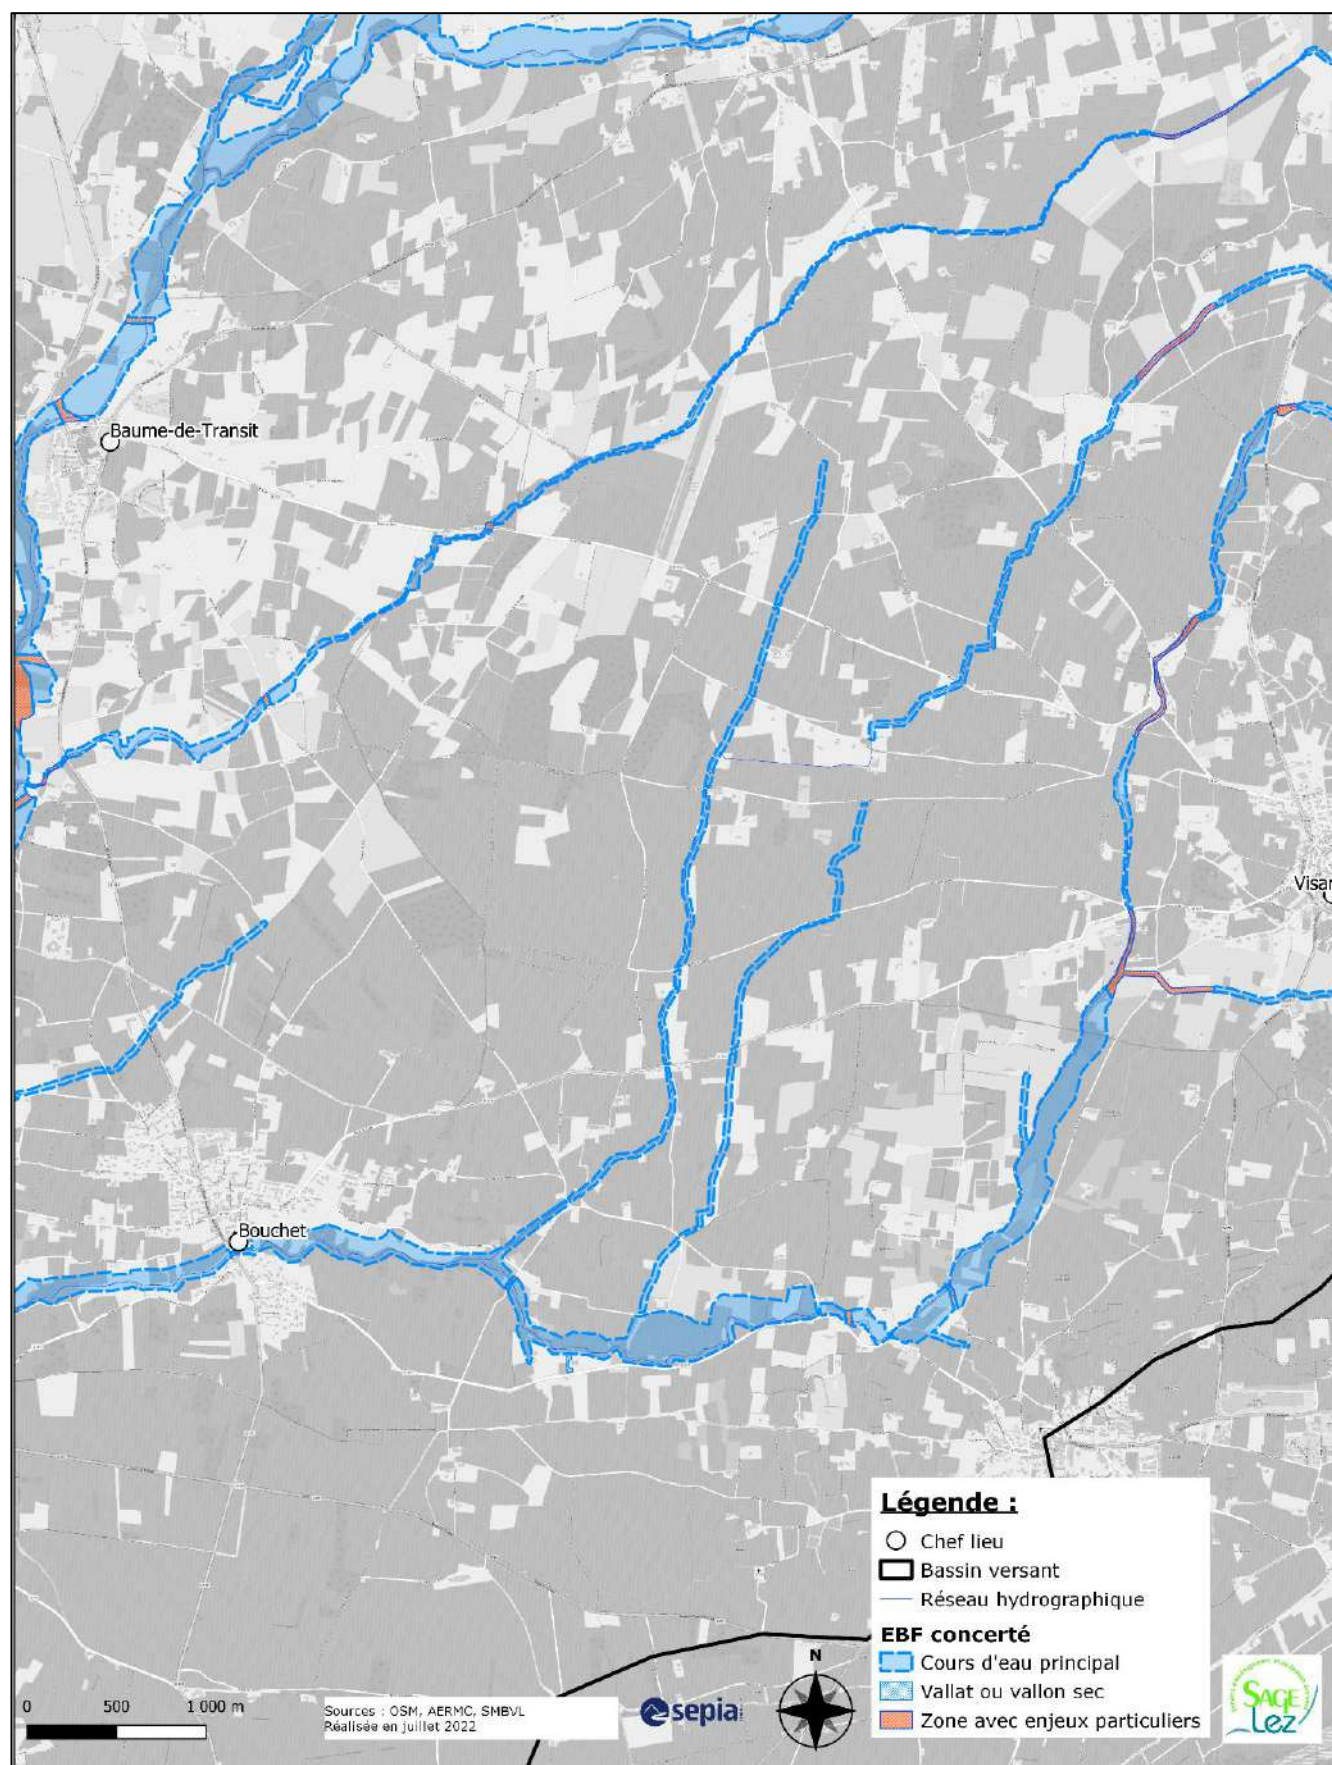 Baume-de-Transit
Visan
Bouchet
Légende :
Chef lieu
Bassin versant
Réseau hydrographique
EBF concerté
Cours d'eau principal
Vallat ou vallon sec
Zone avec enjeux particuliers
0 500 1 000 m
Sources : OSM, AERMC, SMBVL
Réalisée en juillet 2022
sepia
N
SAGE
Lez